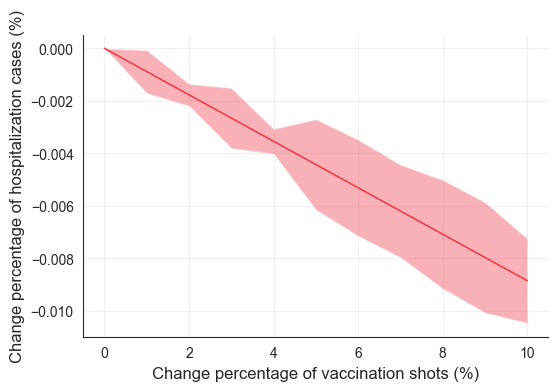 Change percentage of hospitalization cases (%)
0.000
−0.002
−0.004
−0.006
−0.008
−0.010
0 2 4 6 8 10
Change percentage of vaccination shots (%)